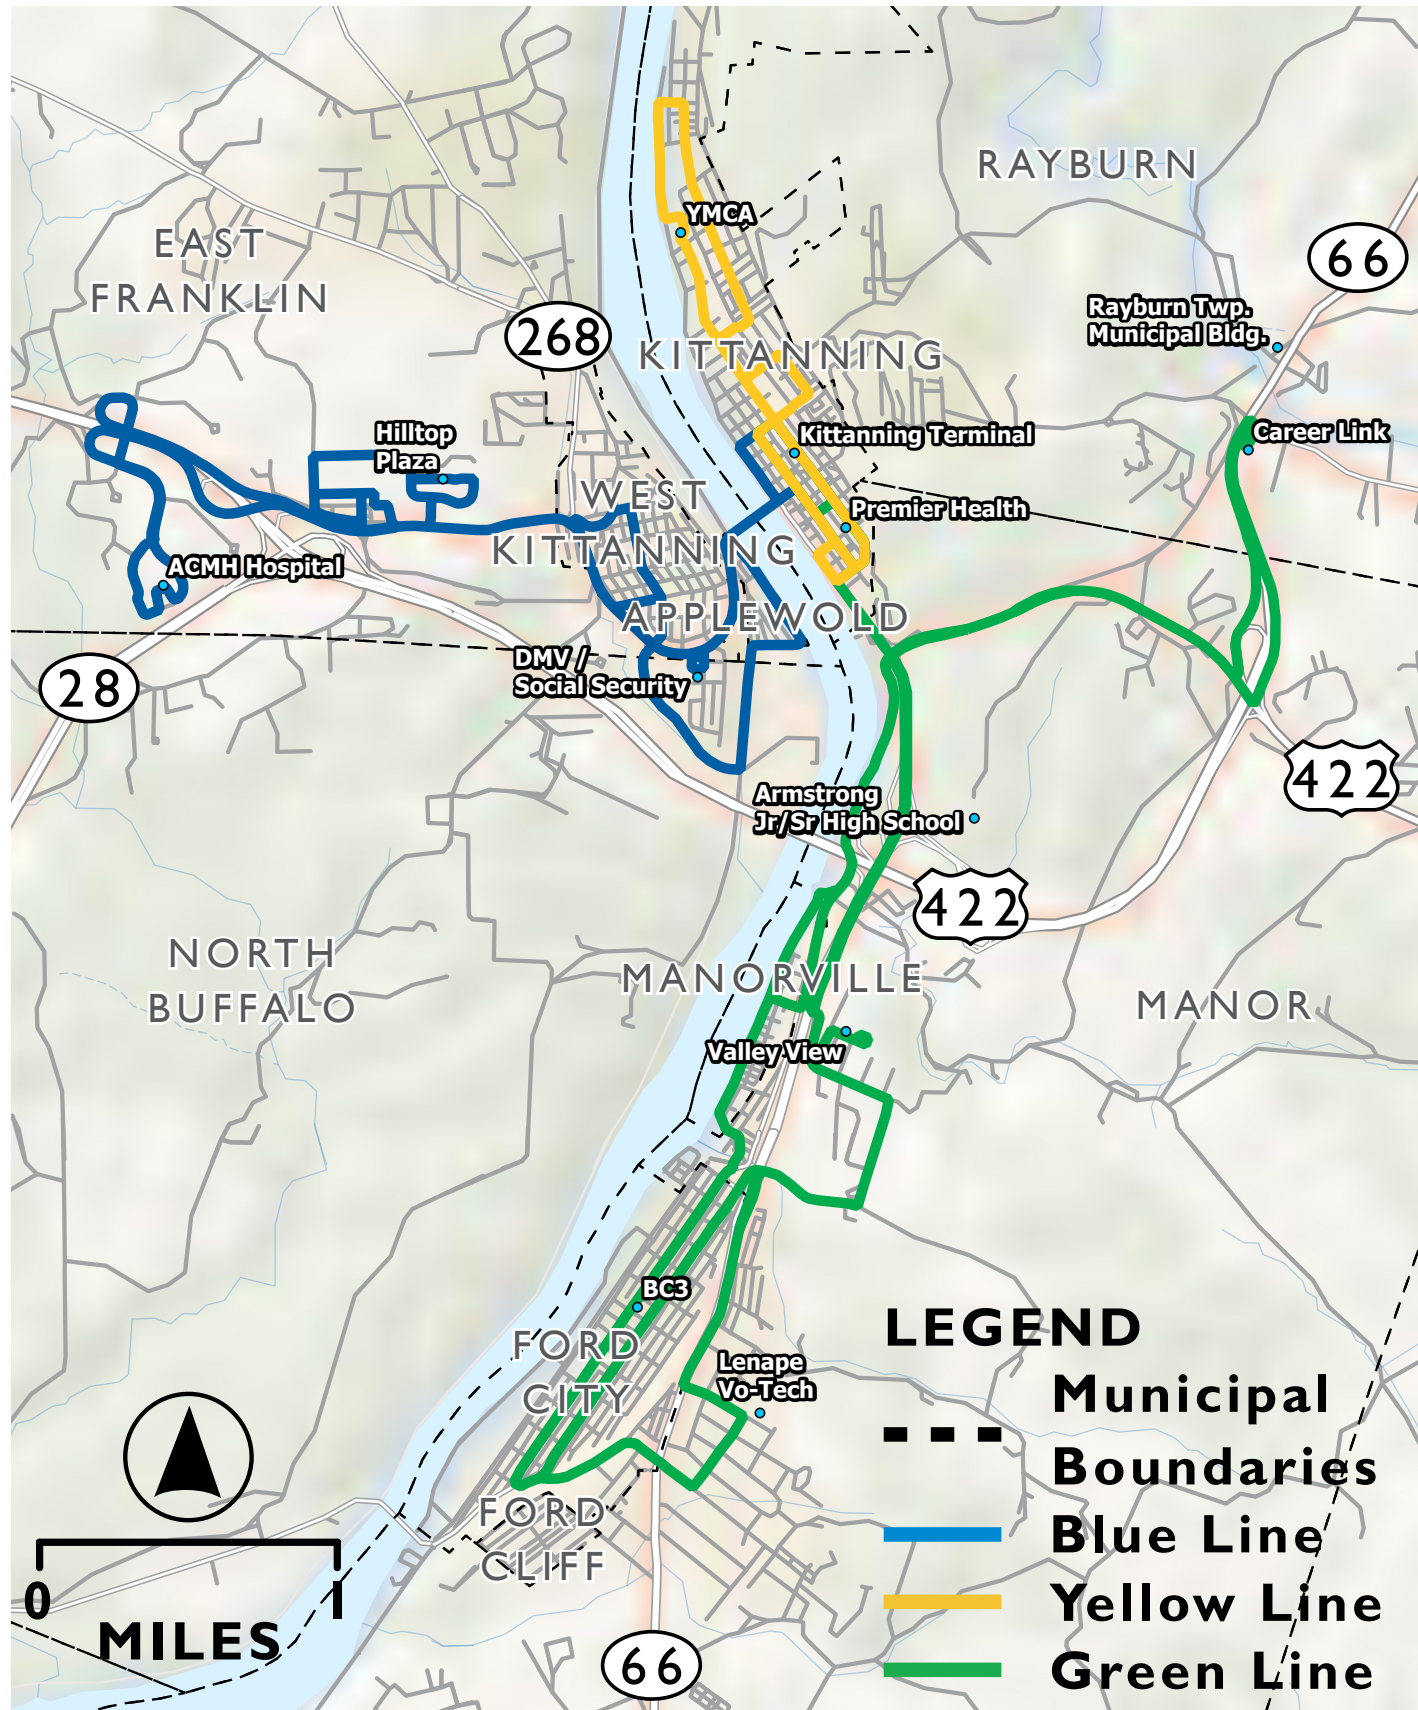 RAYBURN
YMCA
EAST
FRANKLIN
66
Rayburn Twp.
Municipal Bldg.
268
KITTANNING
Hilltop
Plaza
Kittanning Terminal
Career Link
WEST
KITTANNING
Premier Health
ACMH Hospital
APPLEWOLD
DMV /
Social Security
28
422
Armstrong
Jr/Sr High School
422
NORTH
BUFFALO
MANORVILLE
MANOR
Valley View
BC3
FORD
CITY
Lenape
Vo-Tech
FORD
CLIFF
66
0 1
MILES
LEGEND
Municipal
Boundaries
Blue Line
Yellow Line
Green Line